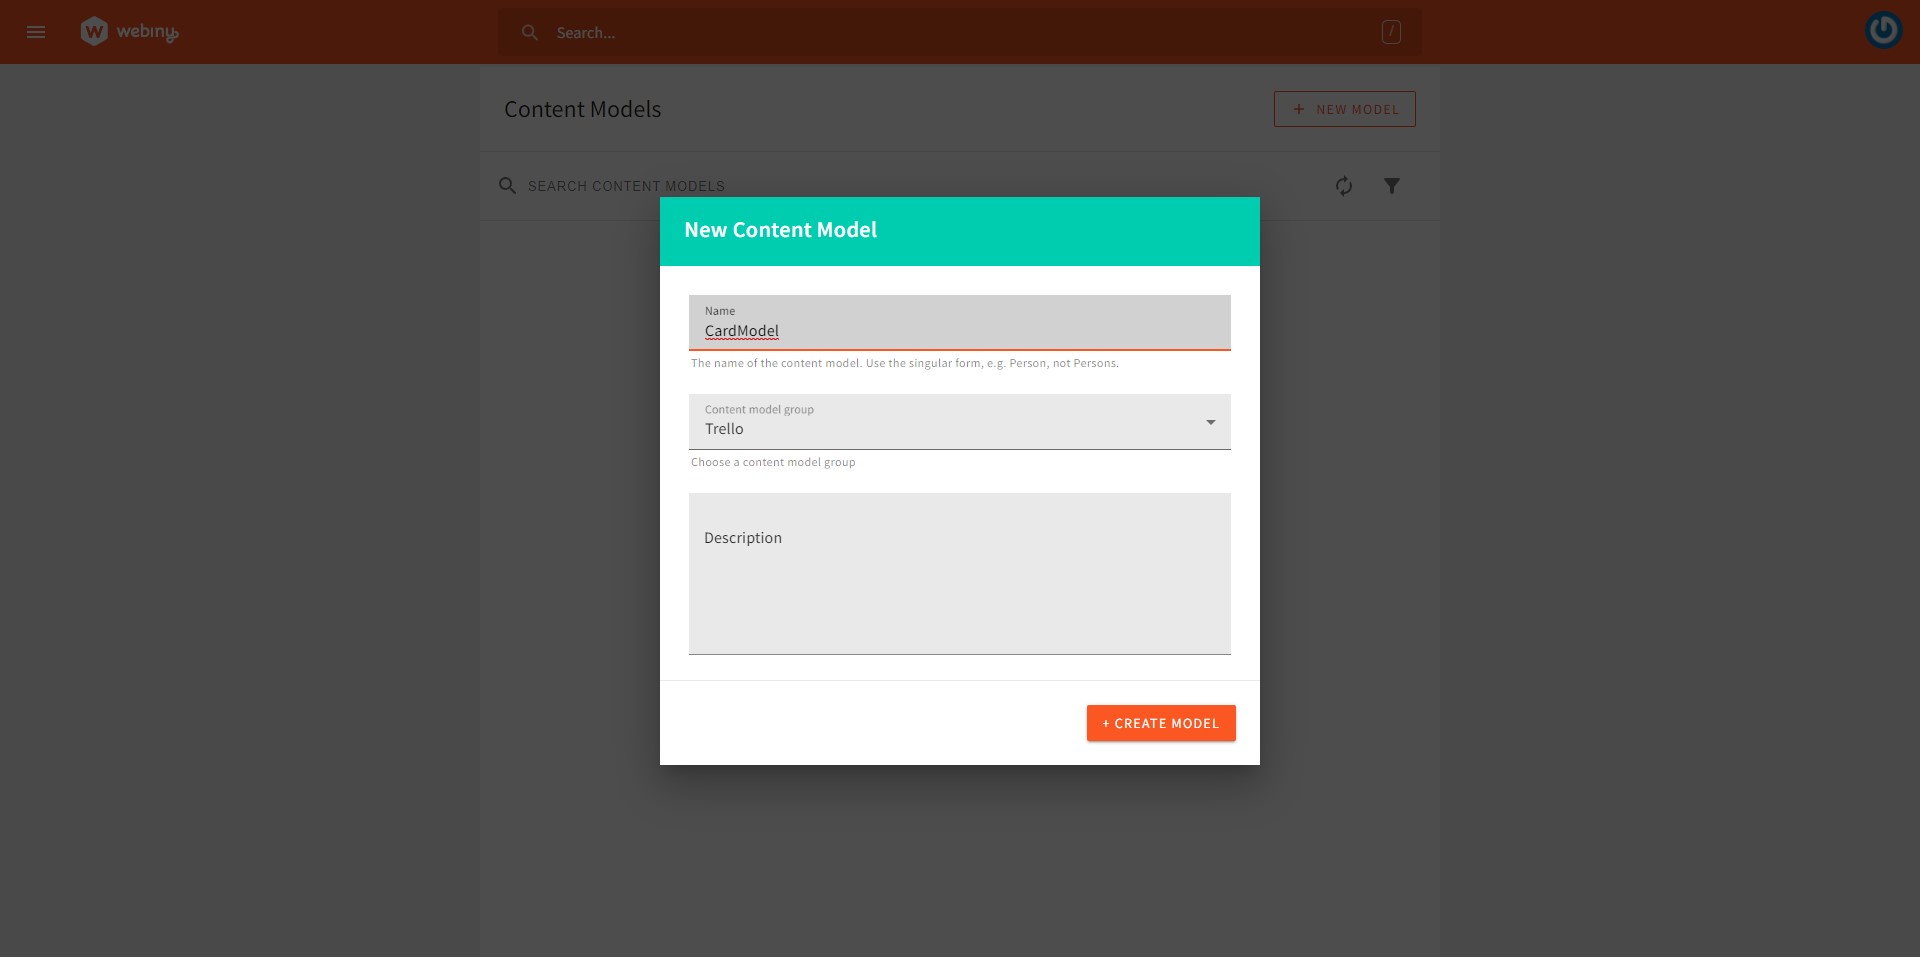 webiny
Search...
/
Content Models
+ NEW MODEL
SEARCH CONTENT MODELS
New Content Model
Name
CardModel
The name of the content model. Use the singular form, e.g. Person, not Persons.
Content model group
Trello
Choose a content model group
Description
+ CREATE MODEL